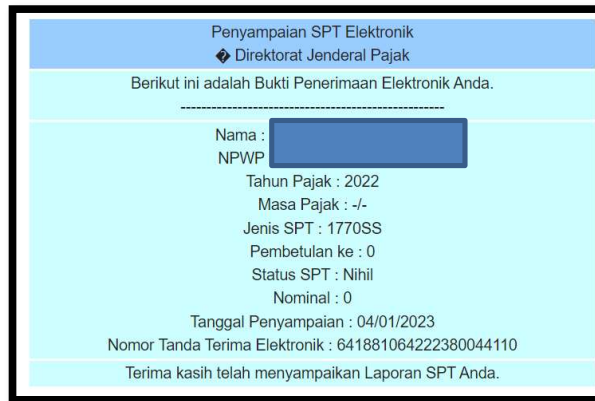 Penyampaian SPT Elektronik
� Direktorat Jenderal Pajak
Berikut ini adalah Bukti Penerimaan Elektronik Anda.
----------------------------------------------------
Nama :
NPWP
Tahun Pajak : 2022
Masa Pajak : -/-
Jenis SPT : 1770SS
Pembetulan ke : 0
Status SPT : Nihil
Nominal : 0
Tanggal Penyampaian : 04/01/2023
Nomor Tanda Terima Elektronik : 641881064222380044110
Terima kasih telah menyampaikan Laporan SPT Anda.